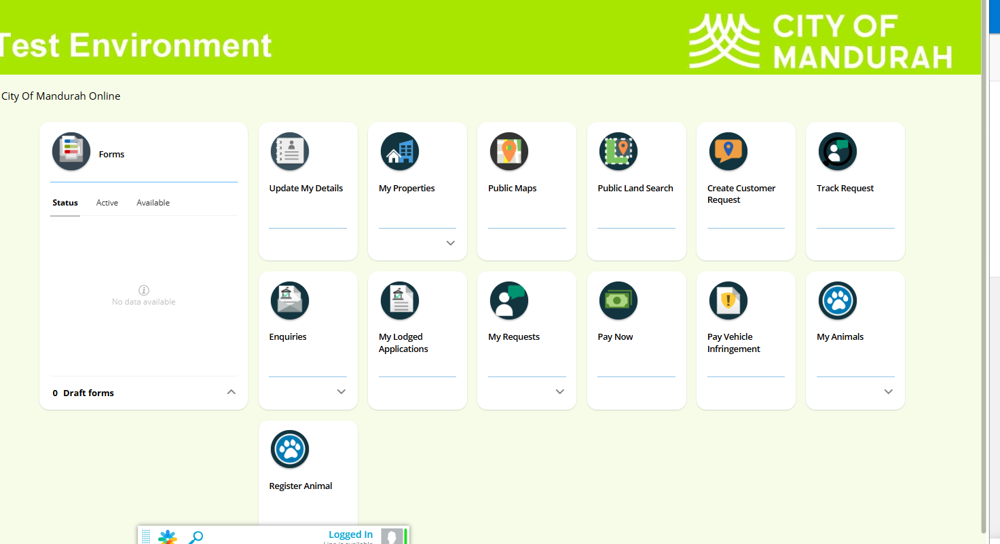 Test Environment
CITY OF
MANDURAH
City Of Mandurah Online
Forms
Status Active Available
No data available
0 Draft forms
Update My Details
My Properties
Public Maps
Public Land Search
Create Customer
Request
Track Request
Enquiries
My Lodged
Applications
My Requests
Pay Now
Pay Vehicle
Infringement
My Animals
Register Animal
Logged In